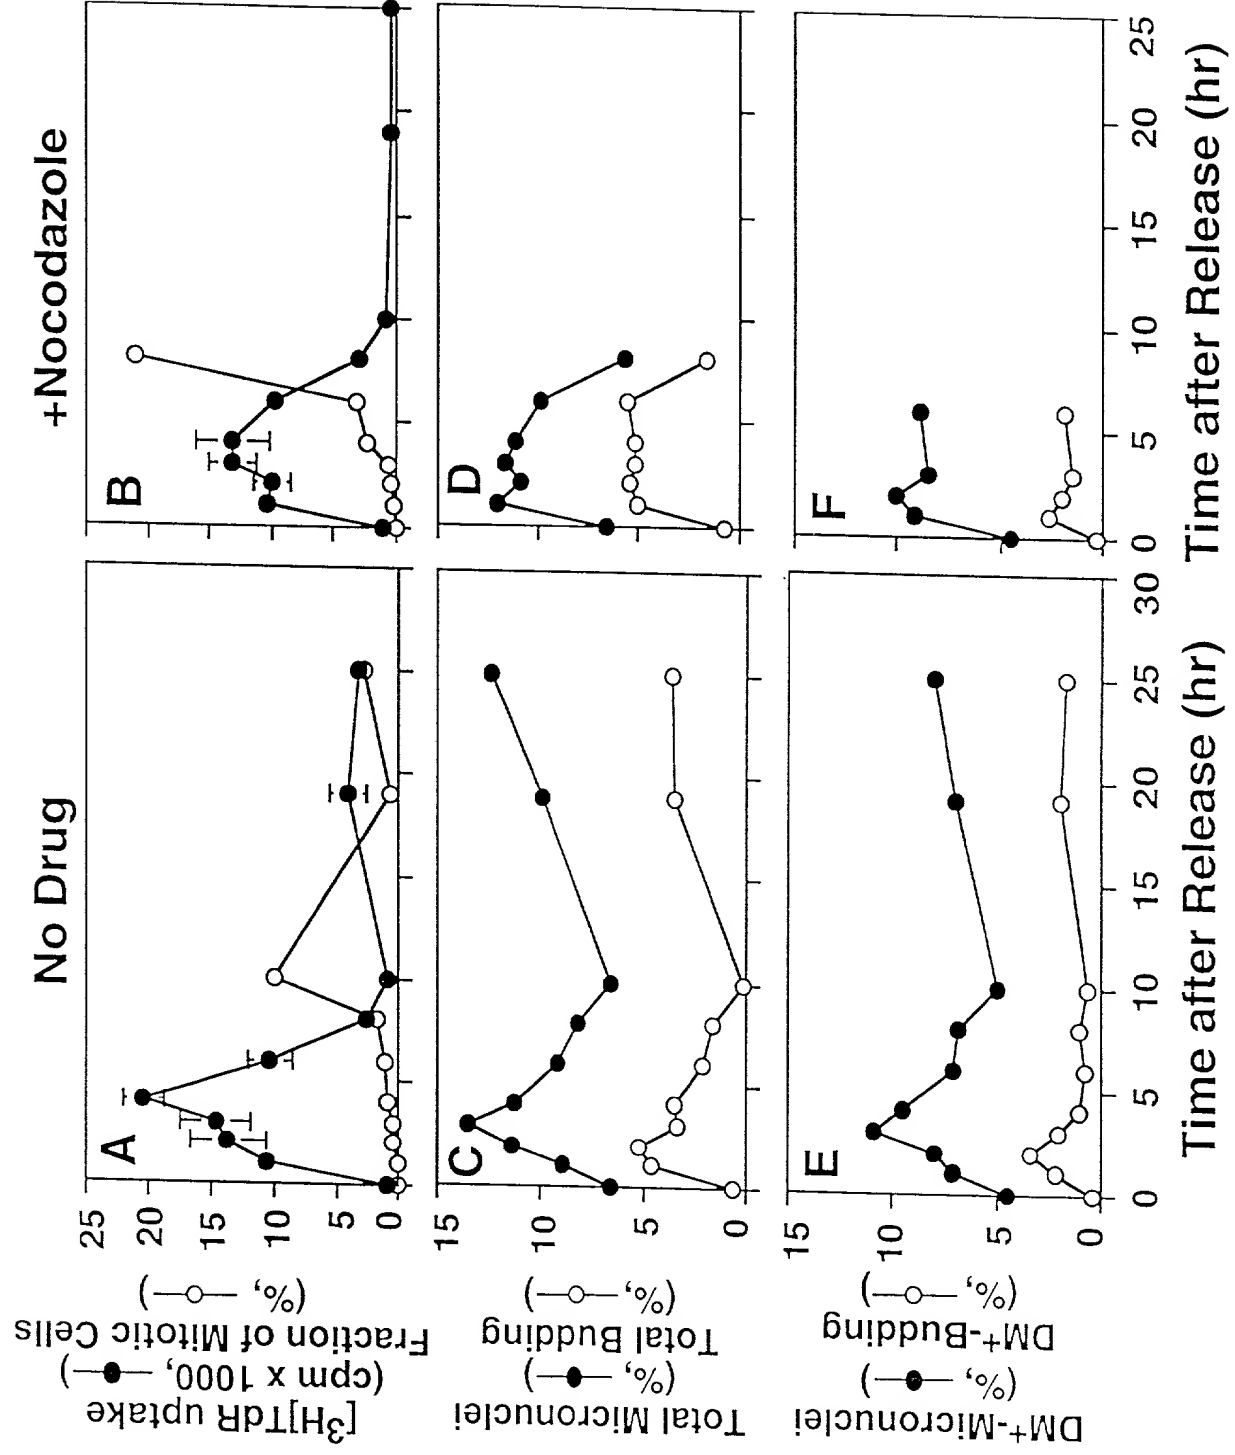 No Drug
+Nocodazole
[³H]TdR uptake
(cpm x 1000, )
Fraction of Mitotic Cells
(%, )
25
20
15
10
5
0
A
B
Total Micronuclei
(%, )
Total Budding
(%, )
15
10
5
0
C
D
DM⁺-Micronuclei
(%, )
DM⁺-Budding
(%, )
15
10
5
0
E
F
0 5 10 15 20 25 30
0 5 10 15 20 25
Time after Release (hr)
Time after Release (hr)